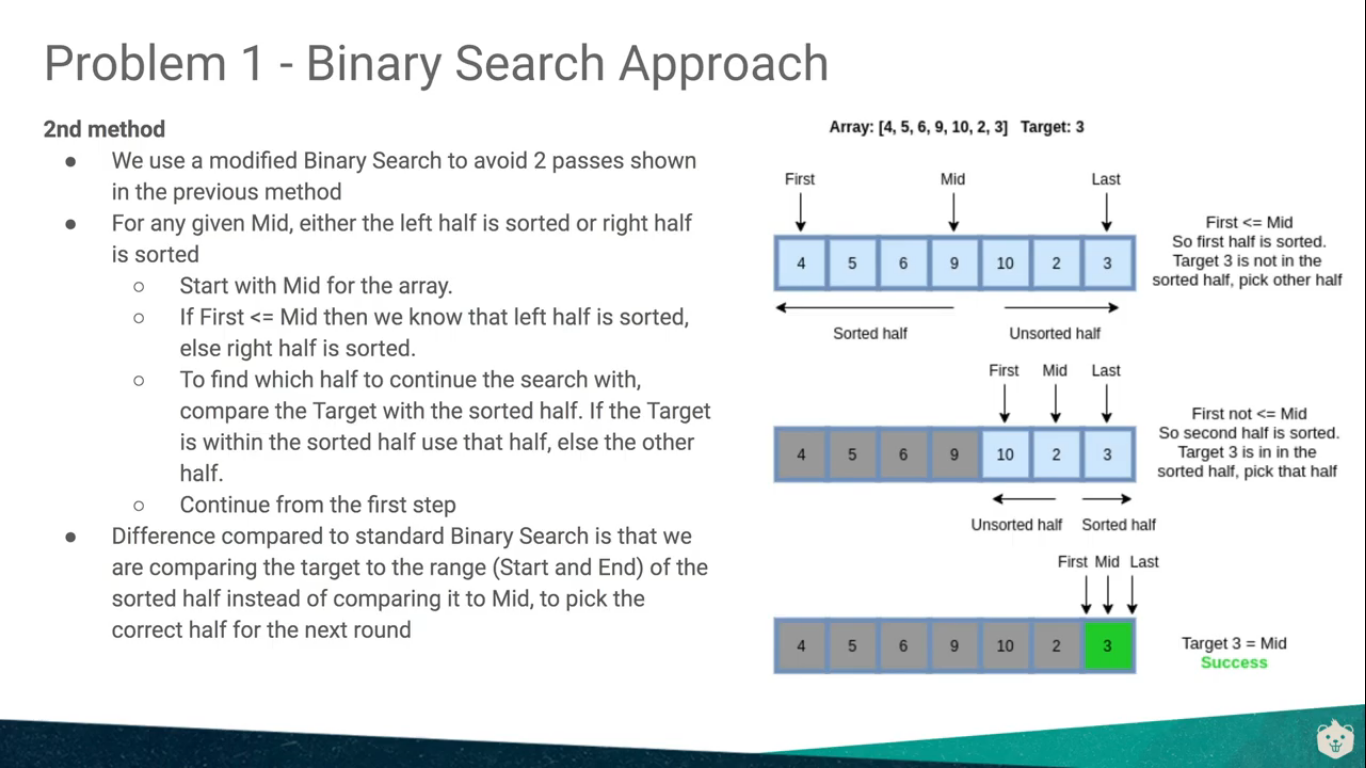 Problem 1 - Binary Search Approach
2nd method
● We use a modified Binary Search to avoid 2 passes shown
in the previous method
● For any given Mid, either the left half is sorted or right half
is sorted
○ Start with Mid for the array.
○ If First <= Mid then we know that left half is sorted,
else right half is sorted.
○ To find which half to continue the search with,
compare the Target with the sorted half. If the Target
is within the sorted half use that half, else the other
half.
○ Continue from the first step
● Difference compared to standard Binary Search is that we
are comparing the target to the range (Start and End) of the
sorted half instead of comparing it to Mid, to pick the
correct half for the next round
Array: [4, 5, 6, 9, 10, 2, 3] Target: 3
First Mid Last
4 5 6 9 10 2 3
Sorted half Unsorted half
First <= Mid
So first half is sorted.
Target 3 is not in the
sorted half, pick other half
First Mid Last
4 5 6 9 10 2 3
Unsorted half Sorted half
First not <= Mid
So second half is sorted.
Target 3 is in in the
sorted half, pick that half
First Mid Last
4 5 6 9 10 2 3
Target 3 = Mid
Success